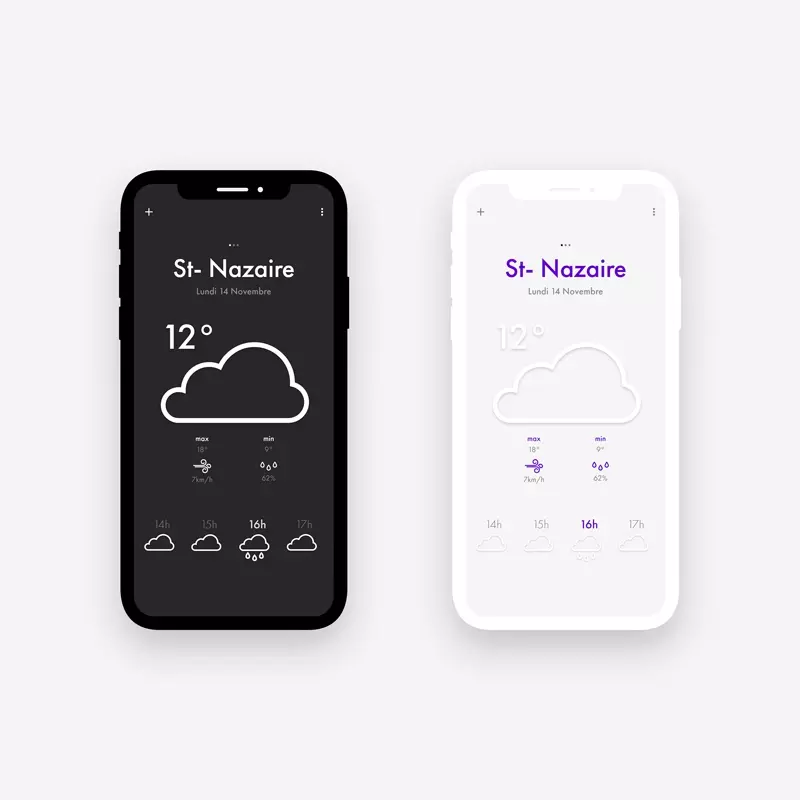 St- Nazaire
Lundi 14 Novembre
12°
max min
18° 9°
7km/h 62%
14h 15h 16h 17h
St- Nazaire
Lundi 14 Novembre
12°
max min
18° 9°
7km/h 62%
14h 15h 16h 17h